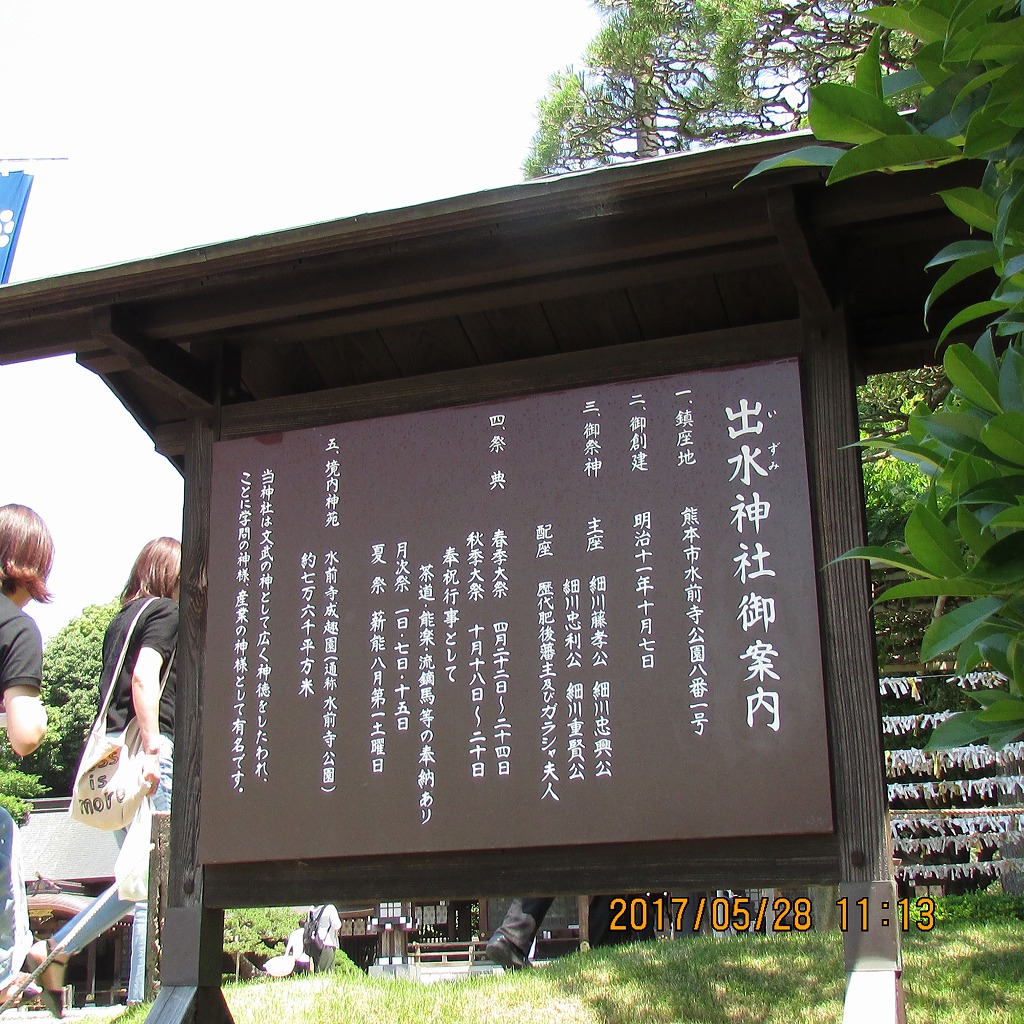 出水神社御案内
いずみ
一、鎮座地 熊本市水前寺公園八番一号
二、御創建 明治十一年十月七日
三、御祭神 主座 細川藤孝公 細川忠興公
細川忠利公 細川重賢公
配座 歴代肥後藩主及びガラシャ夫人
四、祭典 春季大祭 四月二十二日〜二十四日
秋季大祭 十月十八日〜二十日
奉祝行事として
茶道・能楽・流鏑馬等の奉納あり
月次祭 一日・七日・十五日
夏祭 薪能八月第一土曜日
五、境内神苑 水前寺成趣園(通称水前寺公園)
約七万六千平方米
当神社は文武の神として広く神徳をしたわれ、
ことに学問の神様、産業の神様として有名です。
is
more
2017/05/28 11:13